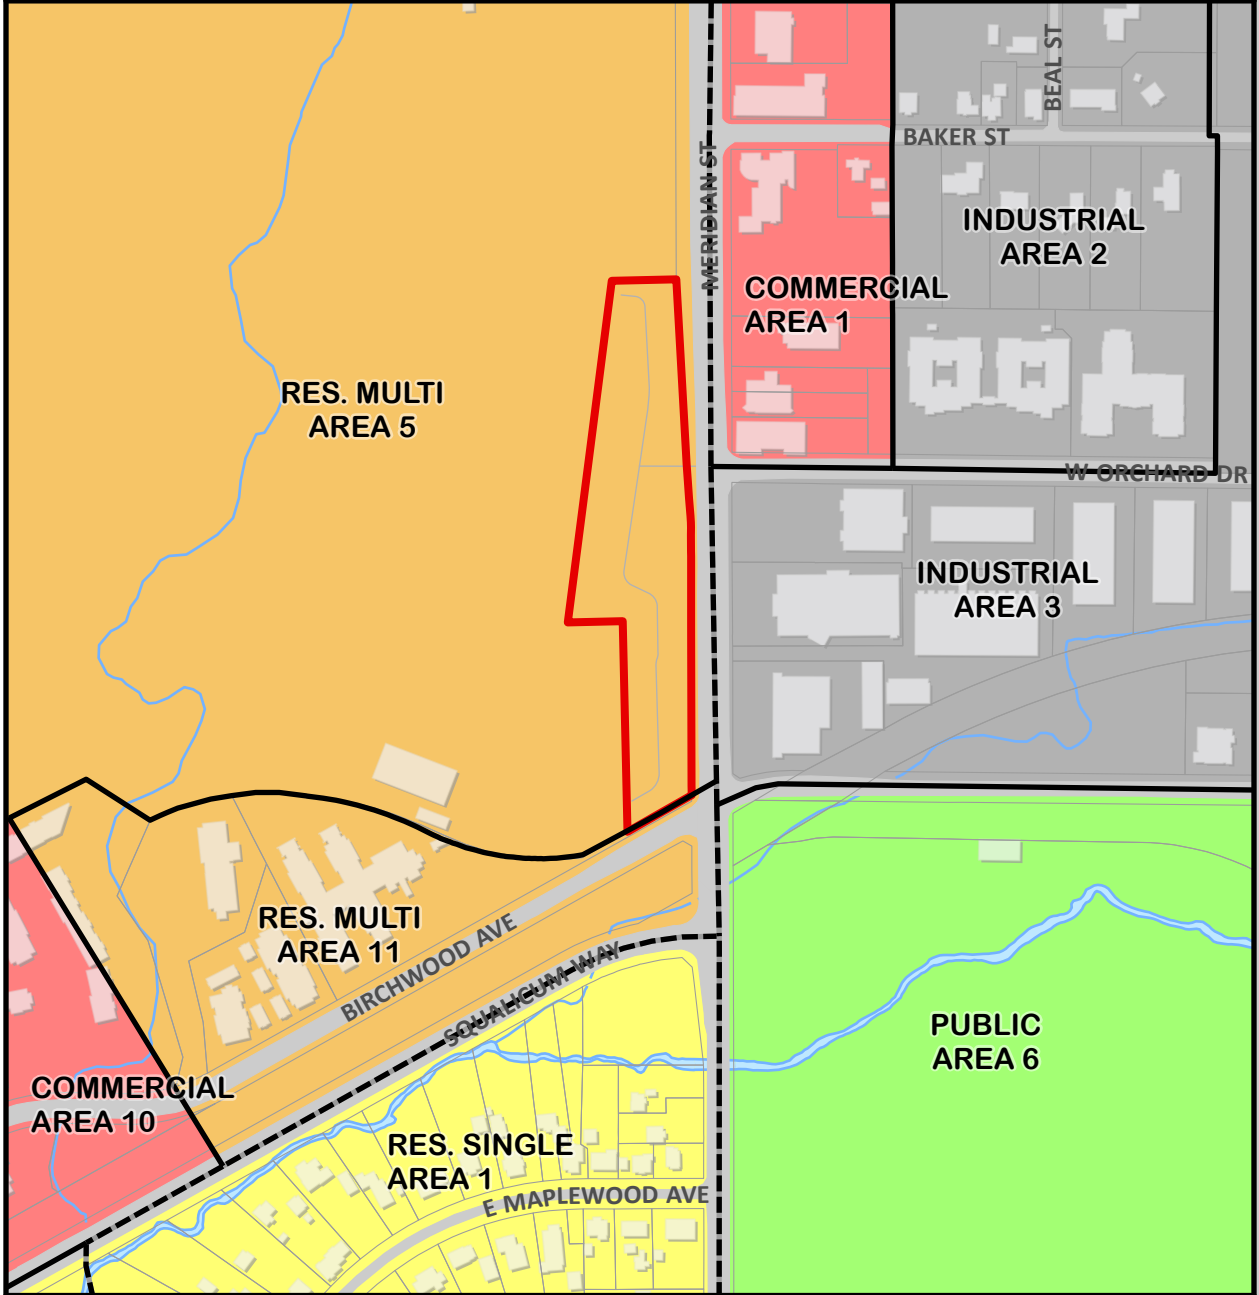 BEAL ST
BAKER ST
MERIDIAN ST
INDUSTRIAL
AREA 2
COMMERCIAL
AREA 1
RES. MULTI
AREA 5
W ORCHARD DR
INDUSTRIAL
AREA 3
RES. MULTI
AREA 11
BIRCHWOOD AVE
SQUALICUM WAY
PUBLIC
AREA 6
COMMERCIAL
AREA 10
RES. SINGLE
AREA 1
E MAPLEWOOD AVE